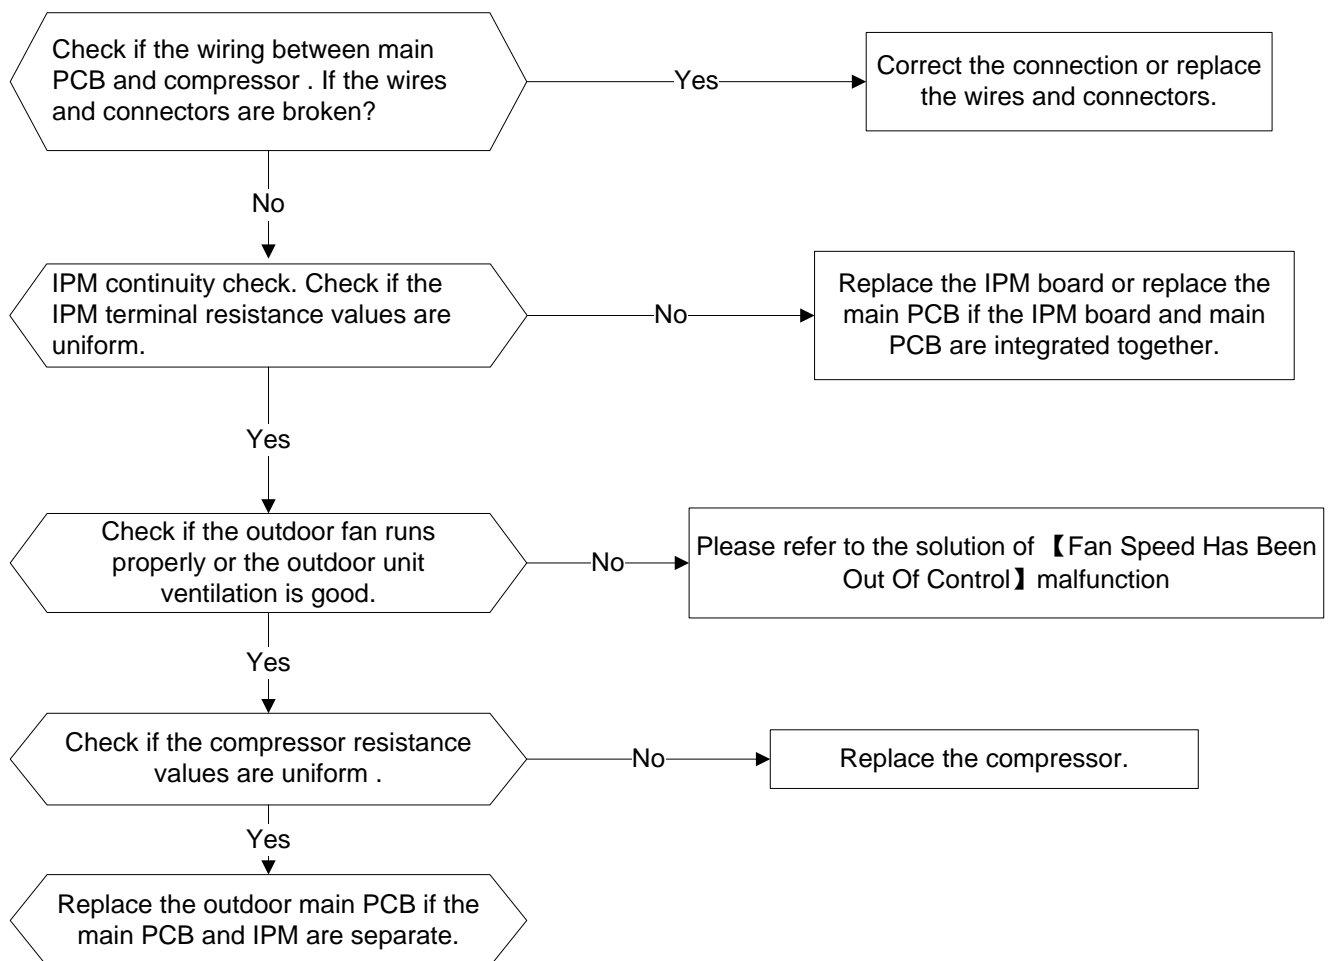 Check if the wiring between main
PCB and compressor . If the wires
and connectors are broken?
Yes
Correct the connection or replace
the wires and connectors.
No
IPM continuity check. Check if the
IPM terminal resistance values are
uniform.
No
Replace the IPM board or replace the
main PCB if the IPM board and main
PCB are integrated together.
Yes
Check if the outdoor fan runs
properly or the outdoor unit
ventilation is good.
No
Please refer to the solution of 【Fan Speed Has Been
Out Of Control】malfunction
Yes
Check if the compressor resistance
values are uniform .
No
Replace the compressor.
Yes
Replace the outdoor main PCB if the
main PCB and IPM are separate.